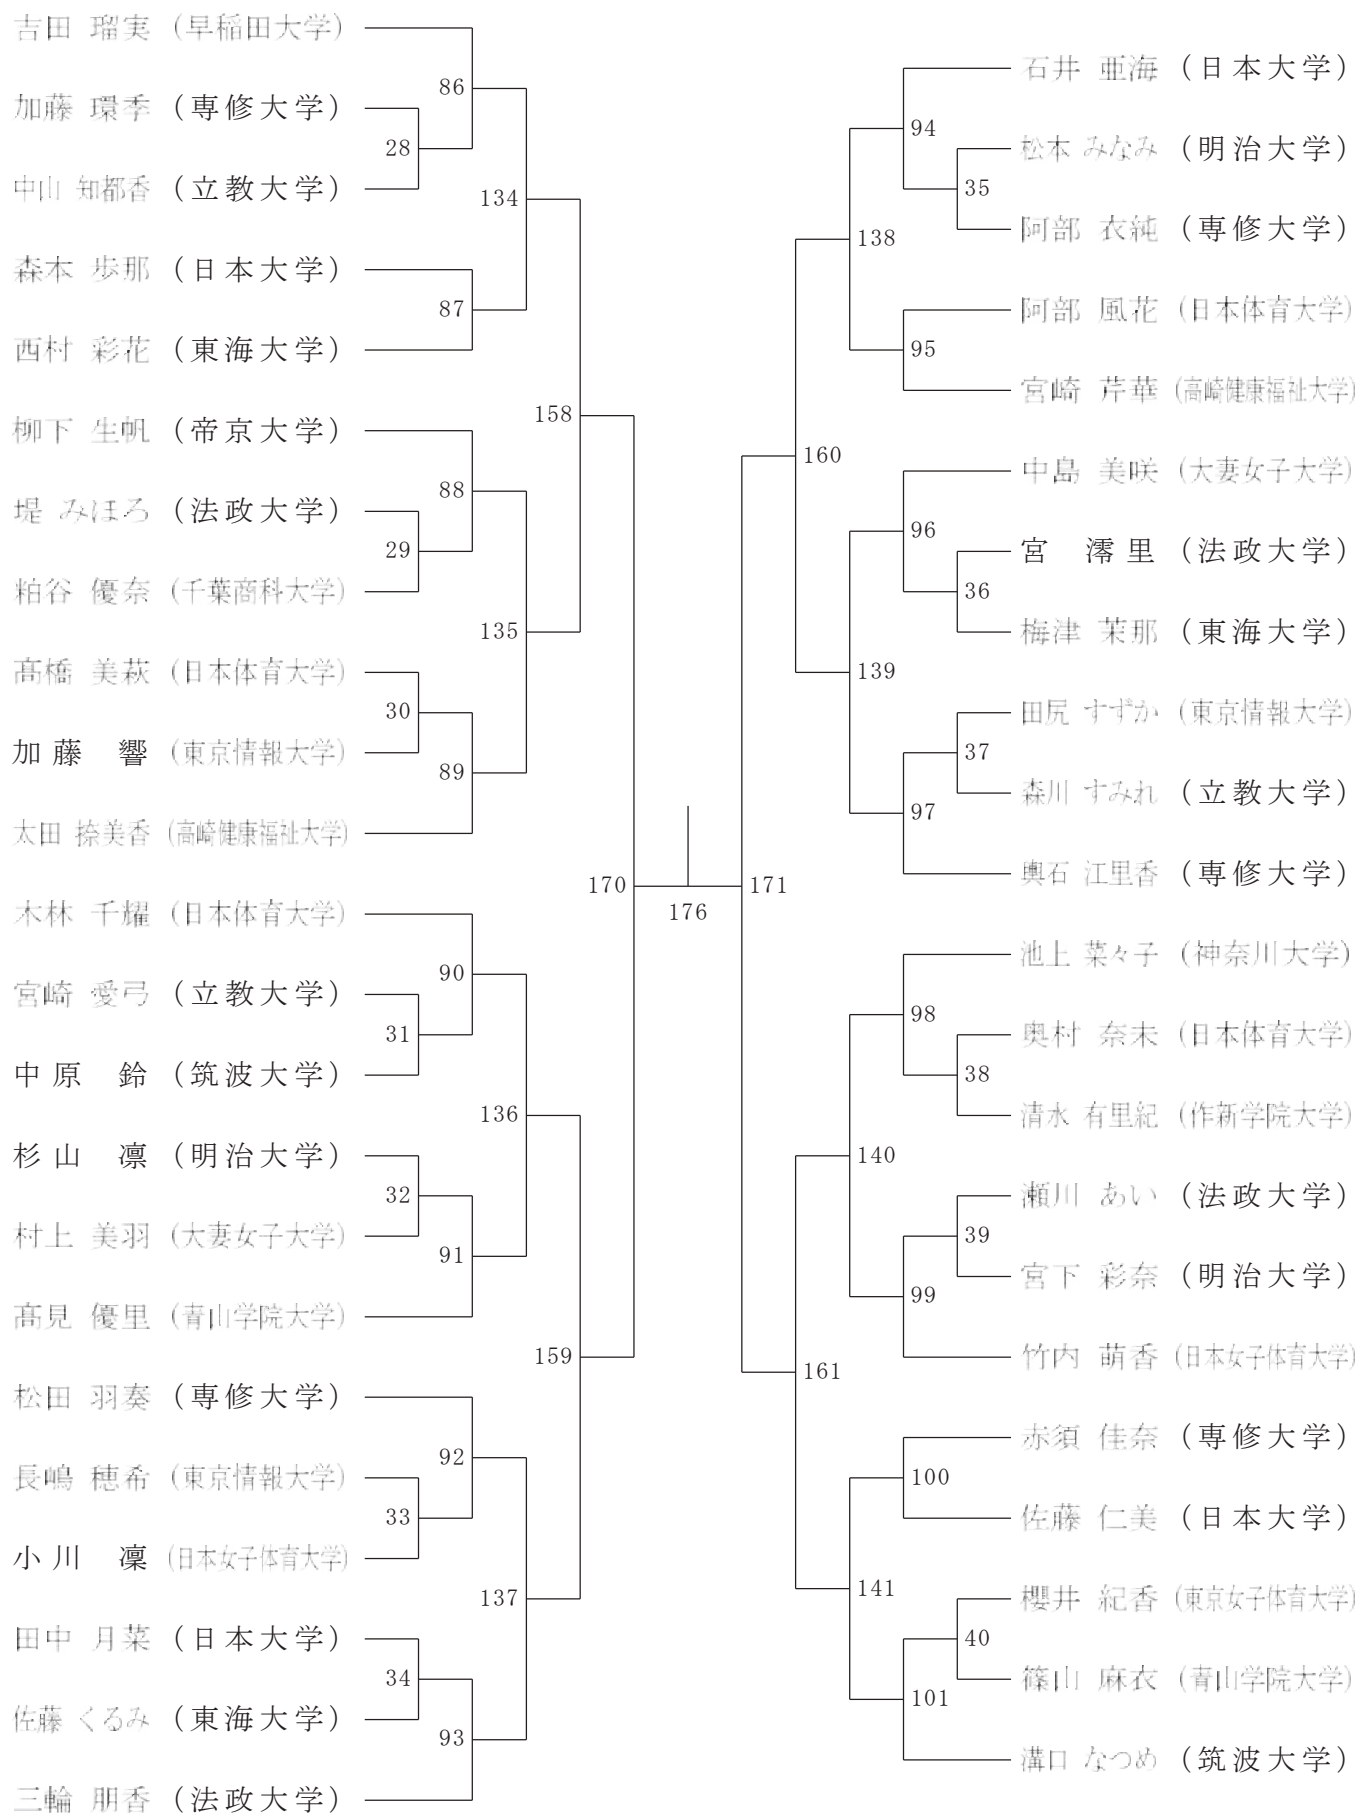 吉田 瑠実 (早稲田大学)
86
加藤 環季 (専修大学)
28
中山 知都香 (立教大学)
134
森本 歩那 (日本大学)
87
西村 彩花 (東海大学)
158
柳下 生帆 (帝京大学)
88
堤 みほろ (法政大学)
29
粕谷 優奈 (千葉商科大学)
135
髙橋 美萩 (日本体育大学)
30
加藤 響 (東京情報大学)
89
太田 捺美香 (高崎健康福祉大学)
170
木林 千耀 (日本体育大学)
90
宮崎 愛弓 (立教大学)
31
中原 鈴 (筑波大学)
136
杉山 凛 (明治大学)
32
村上 美羽 (大妻女子大学)
91
髙見 優里 (青山学院大学)
159
松田 羽奏 (専修大学)
92
長嶋 穂希 (東京情報大学)
33
小川 凜 (日本女子体育大学)
137
田中 月菜 (日本大学)
34
佐藤 くるみ (東海大学)
93
三輪 朋香 (法政大学)
176
石井 亜海 (日本大学)
94
松本 みなみ (明治大学)
35
阿部 衣純 (専修大学)
138
阿部 風花 (日本体育大学)
95
宮崎 芹華 (高崎健康福祉大学)
160
中島 美咲 (大妻女子大学)
96
宮 澪里 (法政大学)
36
梅津 茉那 (東海大学)
139
田尻 すずか (東京情報大学)
37
森川 すみれ (立教大学)
97
輿石 江里香 (専修大学)
171
池上 菜々子 (神奈川大学)
98
奥村 奈未 (日本体育大学)
38
清水 有里紀 (作新学院大学)
140
瀬川 あい (法政大学)
39
宮下 彩奈 (明治大学)
99
竹内 萌香 (日本女子体育大学)
161
赤須 佳奈 (専修大学)
100
佐藤 仁美 (日本大学)
141
櫻井 紀香 (東京女子体育大学)
40
篠山 麻衣 (青山学院大学)
101
溝口 なつめ (筑波大学)